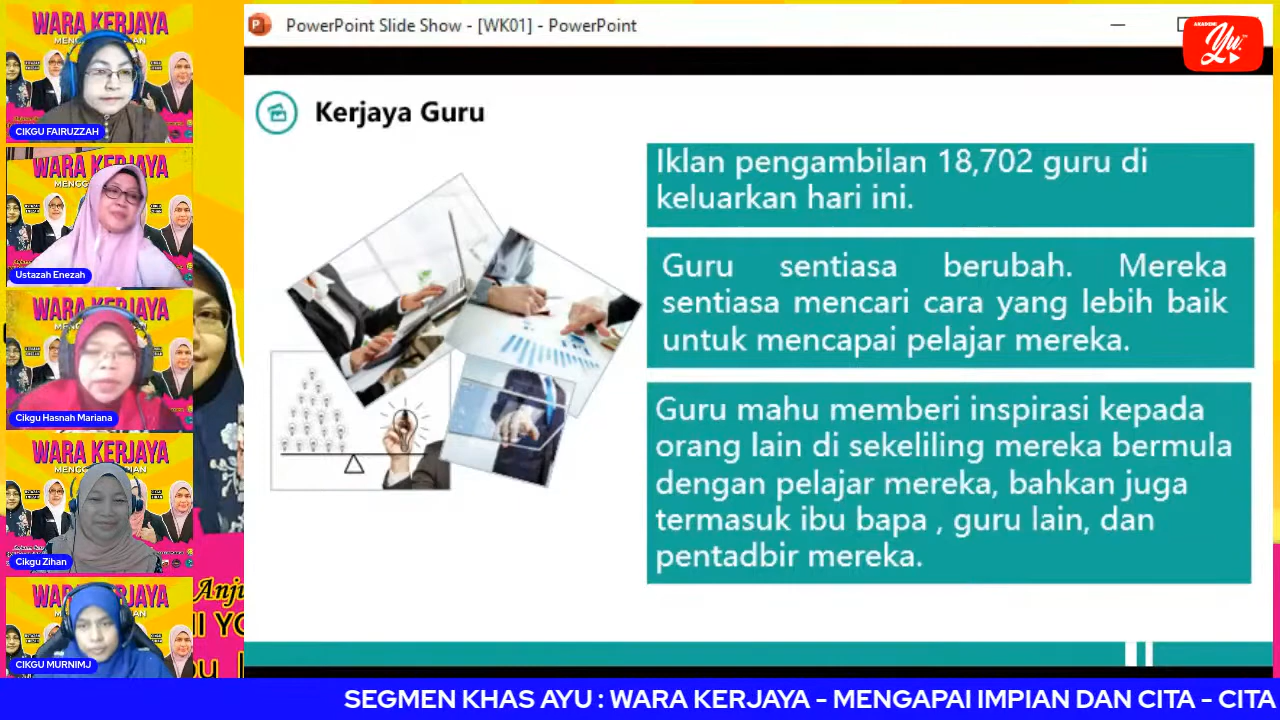 PowerPoint Slide Show - [WK01] - PowerPoint
AKADEMI
Yu
Kerjaya Guru
Iklan pengambilan 18,702 guru di
keluarkan hari ini.
Guru sentiasa berubah. Mereka
sentiasa mencari cara yang lebih baik
untuk mencapai pelajar mereka.
Guru mahu memberi inspirasi kepada
orang lain di sekeliling mereka bermula
dengan pelajar mereka, bahkan juga
termasuk ibu bapa , guru lain, dan
pentadbir mereka.
WARA KERJAYA
CIKGU FAIRUZZAH
WARA KERJAYA
Ustazah Enezah
WARA KERJAYA
Cikgu Hasnah Mariana
WARA KERJAYA
Cikgu Zihan
WARA KERJAYA
CIKGU MURNIMJ
Anju
SEGMEN KHAS AYU : WARA KERJAYA - MENGAPAI IMPIAN DAN CITA - CITA